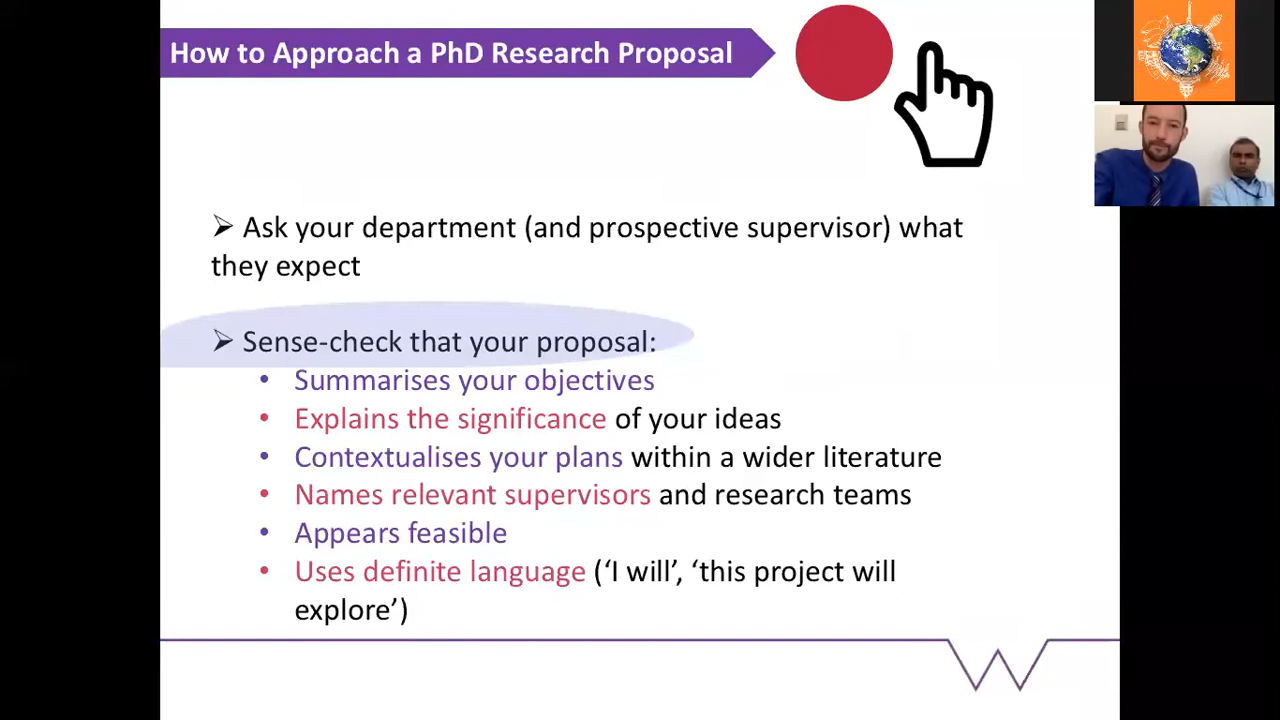 How to Approach a PhD Research Proposal
➢ Ask your department (and prospective supervisor) what
they expect
➢ Sense-check that your proposal:
• Summarises your objectives
• Explains the significance of your ideas
• Contextualises your plans within a wider literature
• Names relevant supervisors and research teams
• Appears feasible
• Uses definite language (‘I will’, ‘this project will
explore’)